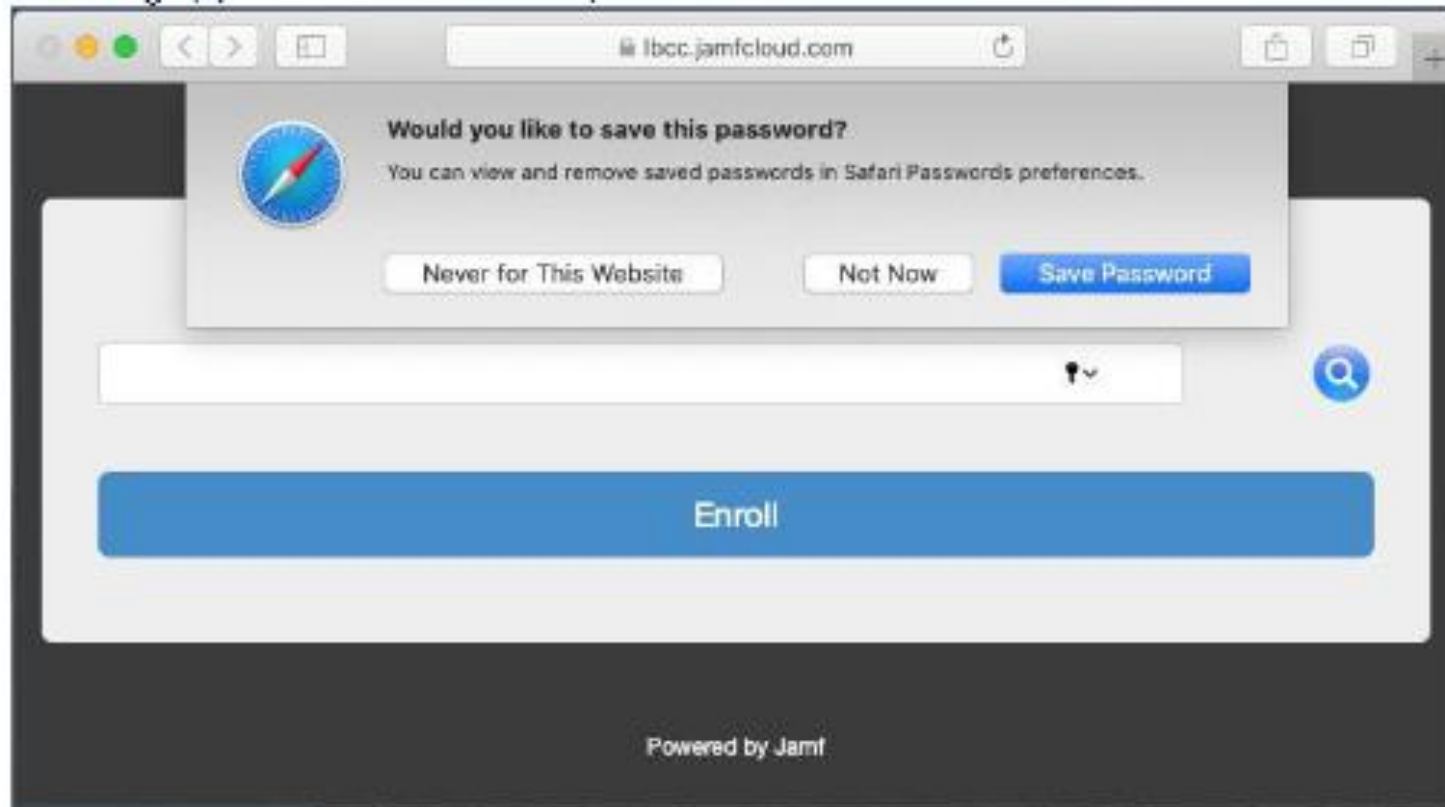 lbcc.jamfcloud.com
Would you like to save this password?
You can view and remove saved passwords in Safari Passwords preferences.
Never for This Website
Not Now
Save Password
Enroll
Powered by Jamf